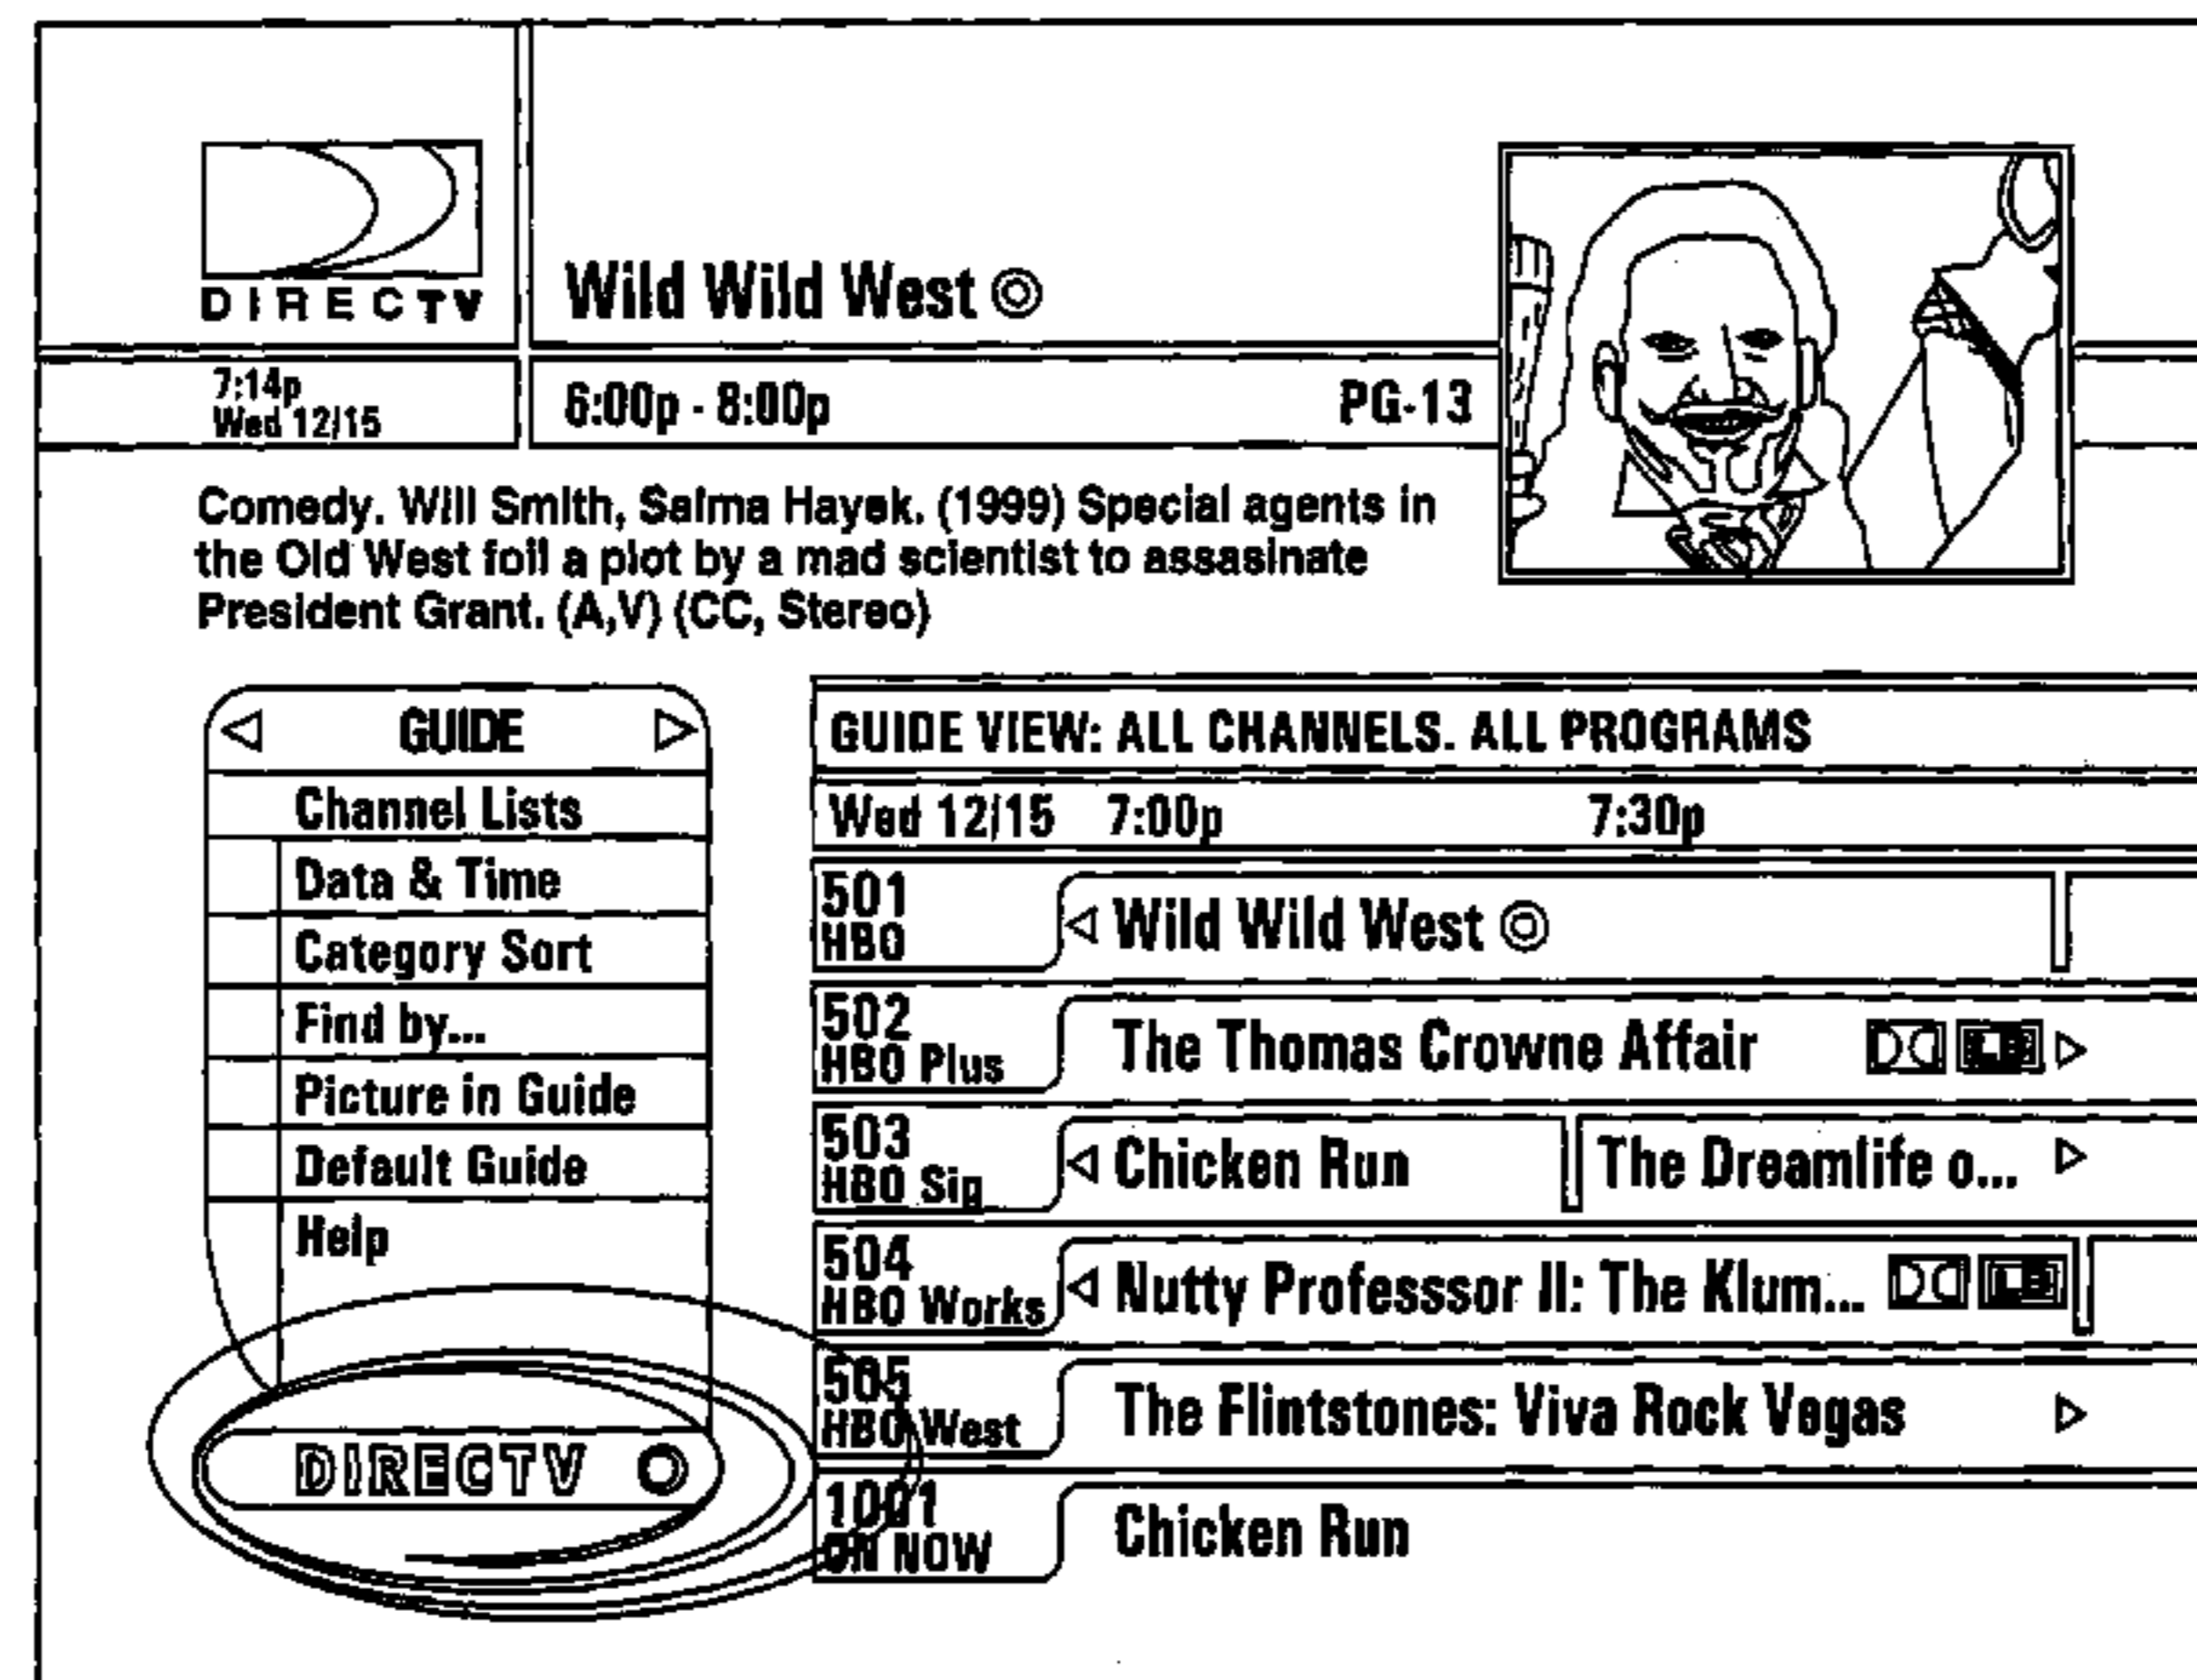 DIRECTV
Wild Wild West
7:14p
Wed 12/15
6:00p - 8:00p
PG-13
Comedy. Will Smith, Salma Hayek. (1999) Special agents in
the Old West foil a plot by a mad scientist to assasinate
President Grant. (A,V) (CC, Stereo)
GUIDE
Channel Lists
Data & Time
Category Sort
Find by...
Picture in Guide
Default Guide
Help
DIRECTV
GUIDE VIEW: ALL CHANNELS. ALL PROGRAMS
Wed 12/15 7:00p 7:30p
501
HBO
Wild Wild West
502
HBO Plus
The Thomas Crowne Affair
503
HBO Sig
Chicken Run
The Dreamlife o...
504
HBO Works
Nutty Professsor II: The Klum...
505
HBO West
The Flintstones: Viva Rock Vegas
1001
ON NOW
Chicken Run